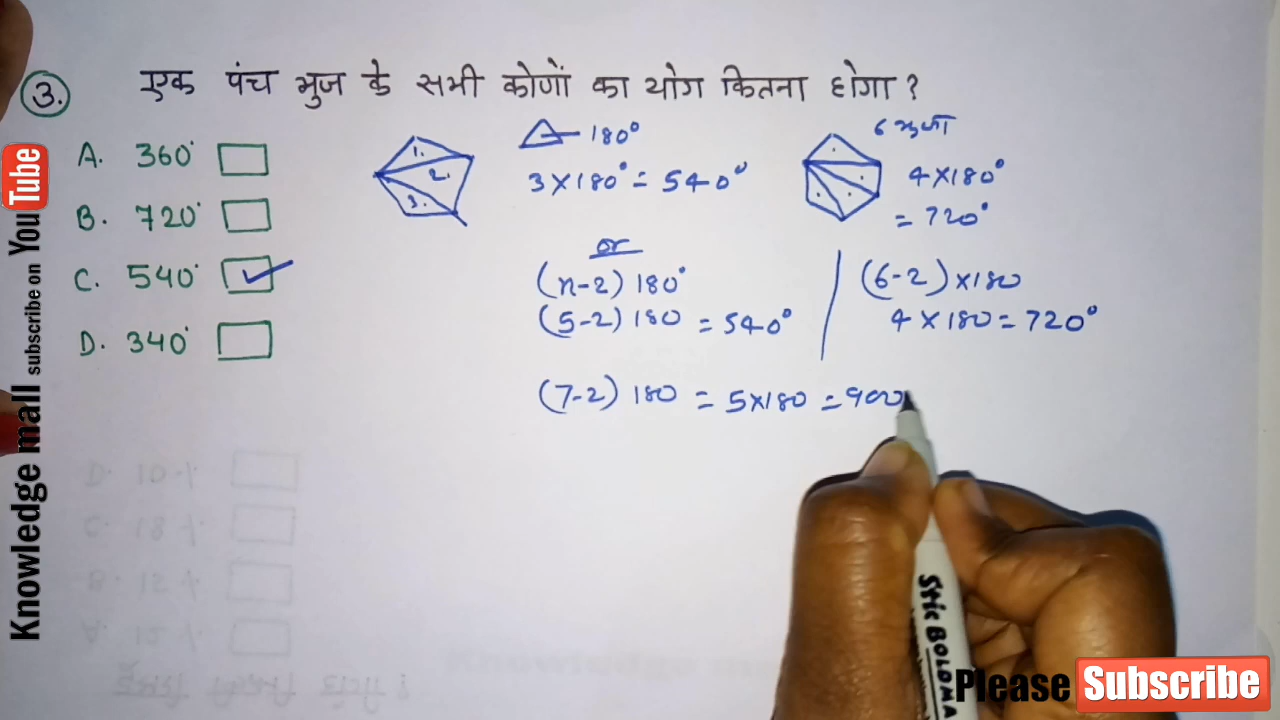 3. एक पंच भुज के सभी कोणों का योग कितना होगा ?
A. 360°
B. 720°
C. 540°
D. 340°
1.
2.
3.
180°
3×180° = 540°
or
(n-2) 180°
(5-2) 180 = 540°
(7-2) 180 = 5×180 = 900
6 भुजा
4×180°
= 720°
(6-2)×180
4×180 = 720°
Knowledge mall subscribe on YouTube
Stic BOLDMA
Please Subscribe